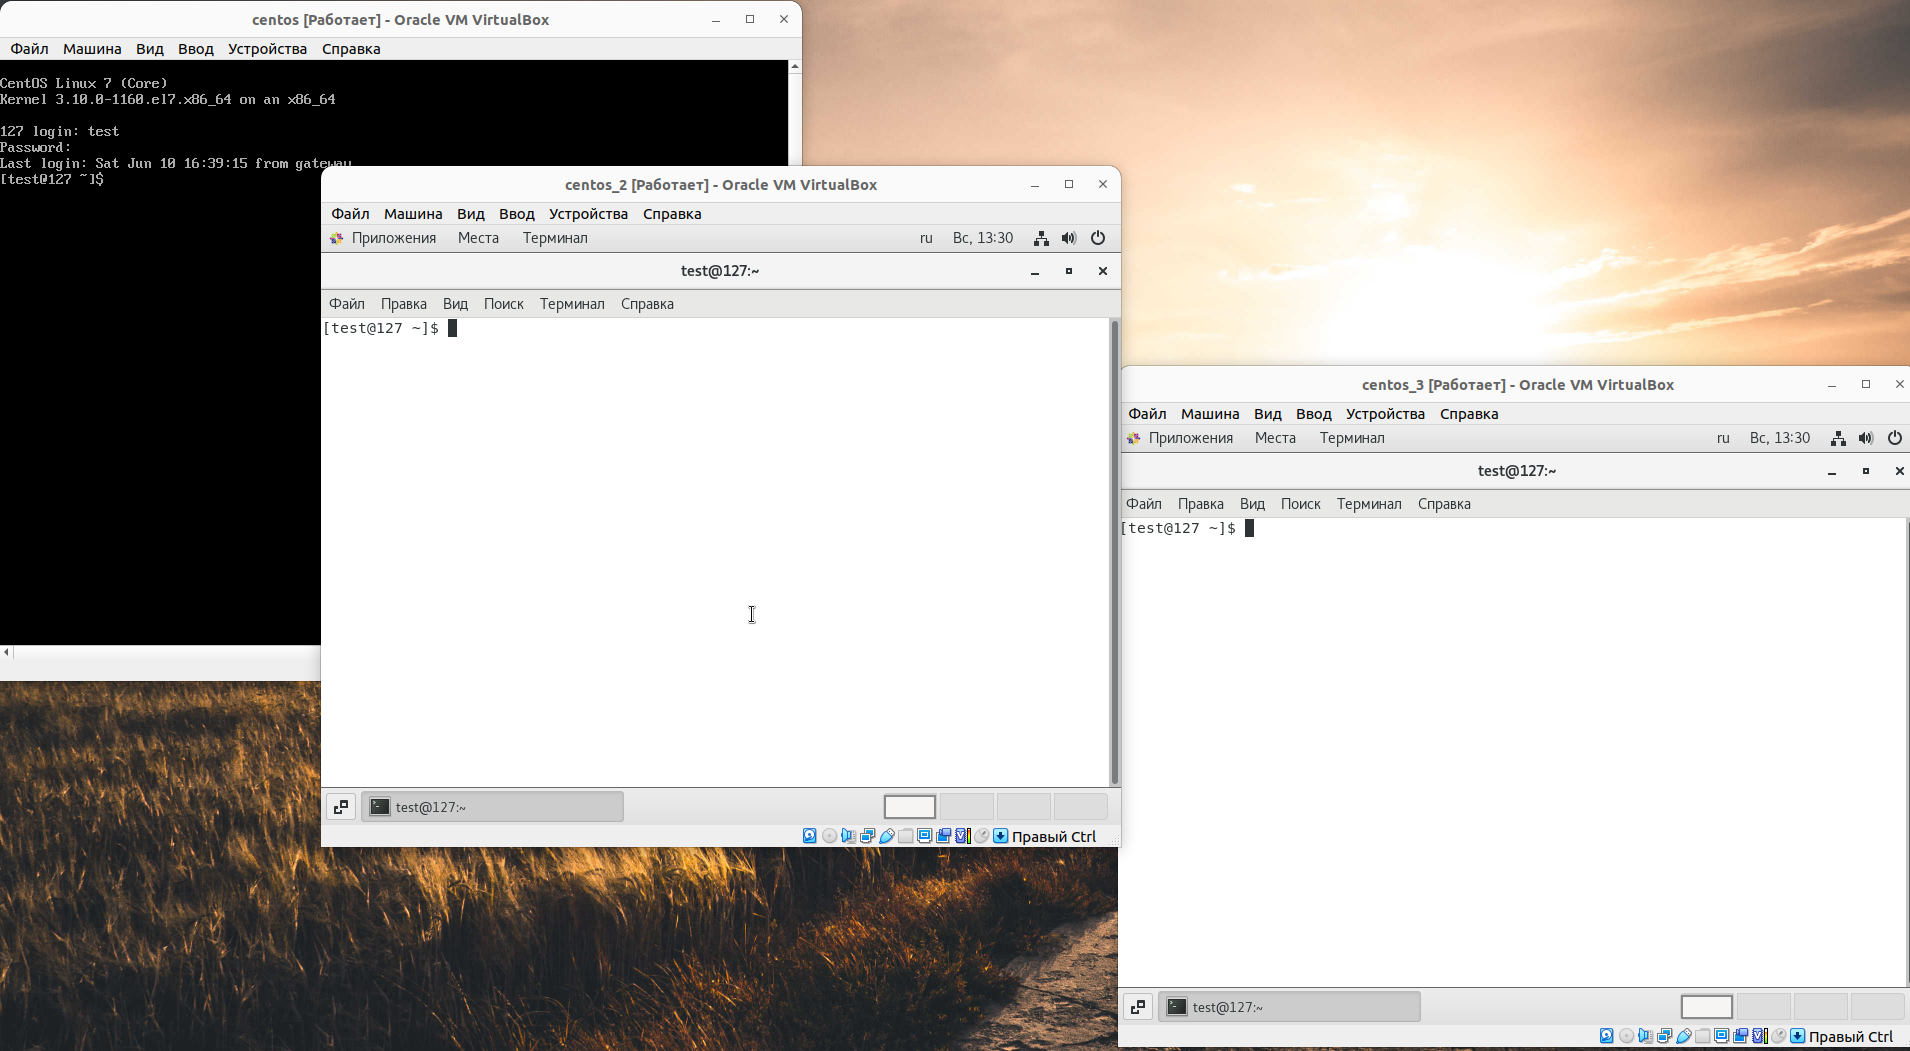 centos [Работает] - Oracle VM VirtualBox
Файл Машина Вид Ввод Устройства Справка
CentOS Linux 7 (Core)
Kernel 3.10.0-1160.el7.x86_64 on an x86_64
127 login: test
Password:
Last login: Sat Jun 10 16:39:15 from gateway
[test@127 ~]$
centos_2 [Работает] - Oracle VM VirtualBox
Файл Машина Вид Ввод Устройства Справка
Приложения Места Терминал ru Вс, 13:30
test@127:~
Файл Правка Вид Поиск Терминал Справка
[test@127 ~]$
test@127:~
Правый Ctrl
centos_3 [Работает] - Oracle VM VirtualBox
Файл Машина Вид Ввод Устройства Справка
Приложения Места Терминал ru Вс, 13:30
test@127:~
Файл Правка Вид Поиск Терминал Справка
[test@127 ~]$
test@127:~
Правый Ctrl